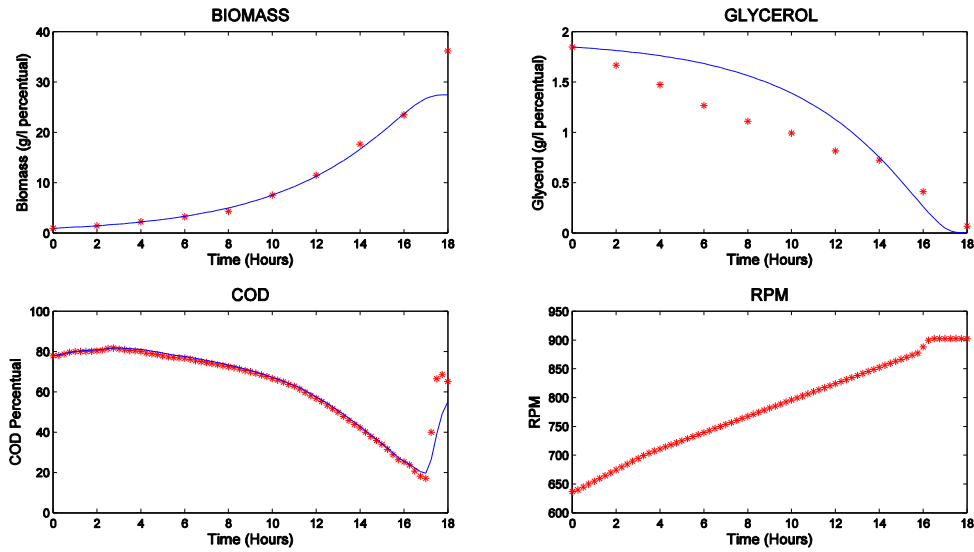 BIOMASS
40
30
20
10
0
Biomass (g/l percentual)
0 2 4 6 8 10 12 14 16 18
Time (Hours)
GLYCEROL
2
1.5
1
0.5
0
Glycerol (g/l percentual)
0 2 4 6 8 10 12 14 16 18
Time (Hours)
COD
100
80
60
40
20
0
COD Percentual
0 2 4 6 8 10 12 14 16 18
Time (Hours)
RPM
950
900
850
800
750
700
650
600
RPM
0 2 4 6 8 10 12 14 16 18
Time (Hours)